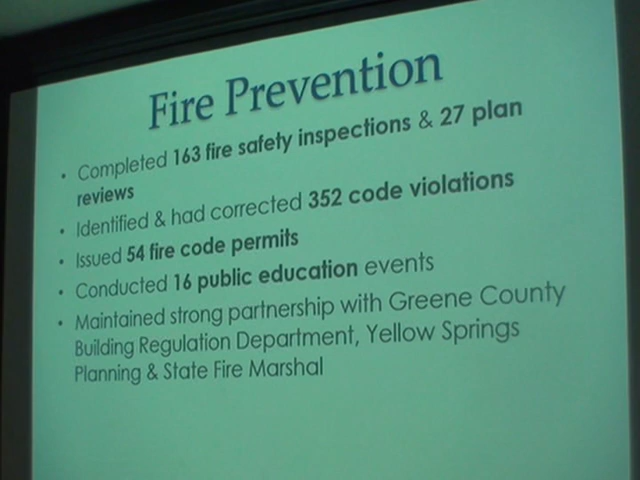 Fire Prevention
• Completed 163 fire safety inspections & 27 plan
reviews
• Identified & had corrected 352 code violations
• Issued 54 fire code permits
• Conducted 16 public education events
• Maintained strong partnership with Greene County
Building Regulation Department, Yellow Springs
Planning & State Fire Marshal